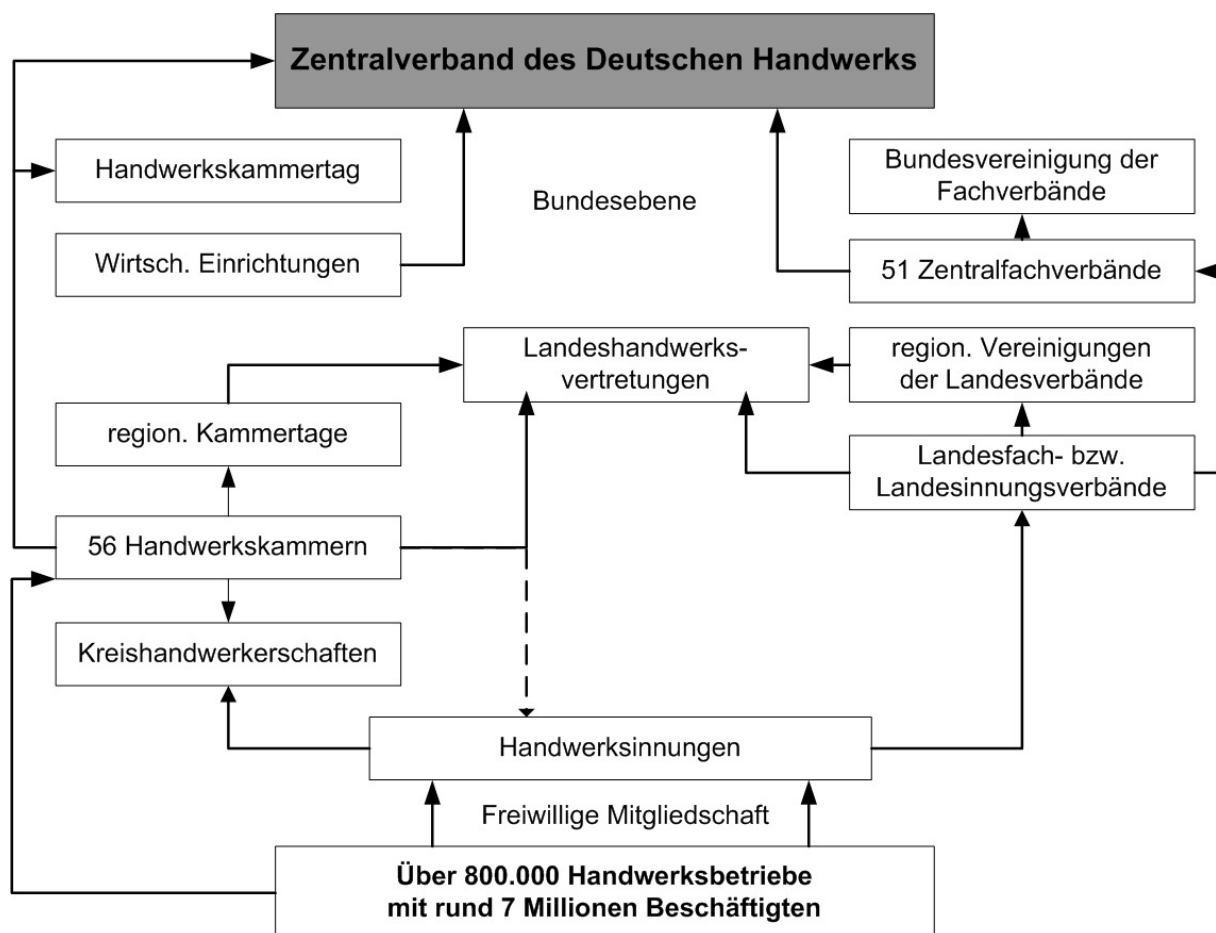 Zentralverband des Deutschen Handwerks
Handwerkskammertag
Bundesvereinigung der
Fachverbände
Bundesebene
Wirtsch. Einrichtungen
51 Zentralfachverbände
Landeshandwerks-
vertretungen
region. Vereinigungen
der Landesverbände
region. Kammertage
Landesfach- bzw.
Landesinnungsverbände
56 Handwerkskammern
Kreishandwerkerschaften
Handwerksinnungen
Freiwillige Mitgliedschaft
Über 800.000 Handwerksbetriebe
mit rund 7 Millionen Beschäftigten